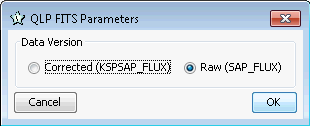 QLP FITS Parameters
Data Version
Corrected (KSPSAP_FLUX) Raw (SAP_FLUX)
Cancel OK